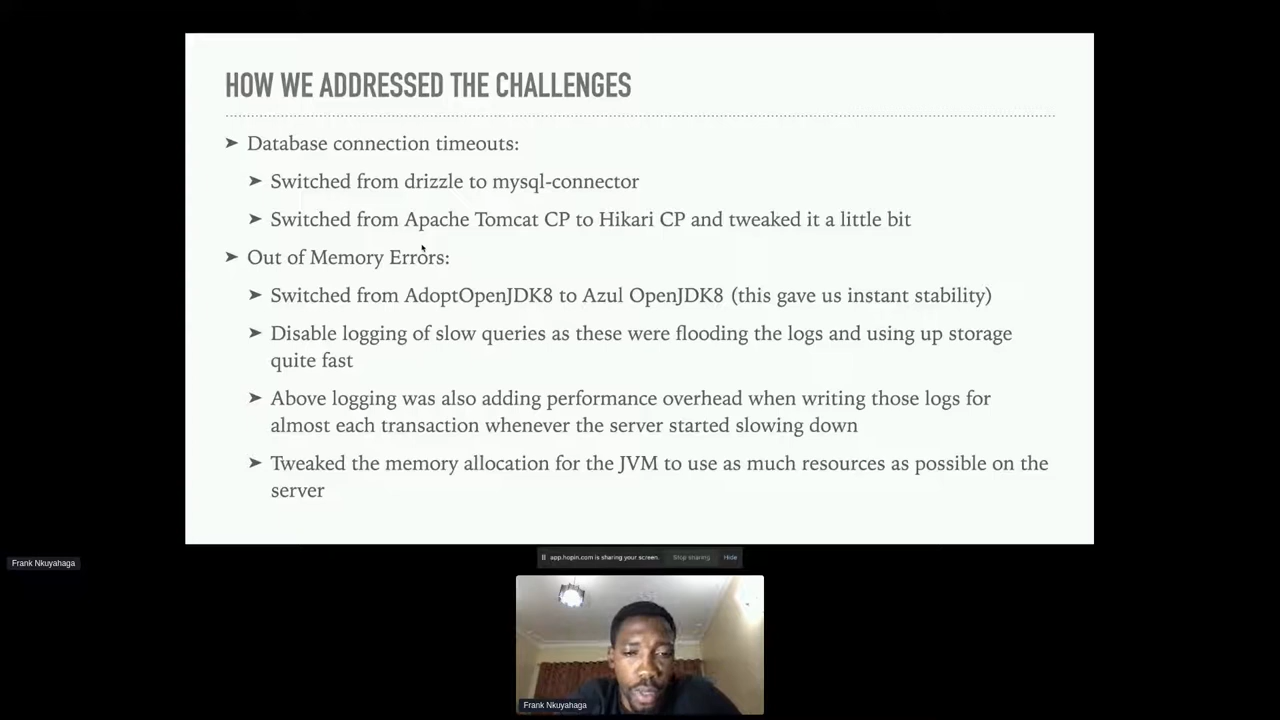 HOW WE ADDRESSED THE CHALLENGES
➤ Database connection timeouts:
➤ Switched from drizzle to mysql-connector
➤ Switched from Apache Tomcat CP to Hikari CP and tweaked it a little bit
➤ Out of Memory Errors:
➤ Switched from AdoptOpenJDK8 to Azul OpenJDK8 (this gave us instant stability)
➤ Disable logging of slow queries as these were flooding the logs and using up storage
quite fast
➤ Above logging was also adding performance overhead when writing those logs for
almost each transaction whenever the server started slowing down
➤ Tweaked the memory allocation for the JVM to use as much resources as possible on the
server
app.hopin.com is sharing your screen. Stop sharing Hide
Frank Nkuyahaga
Frank Nkuyahaga